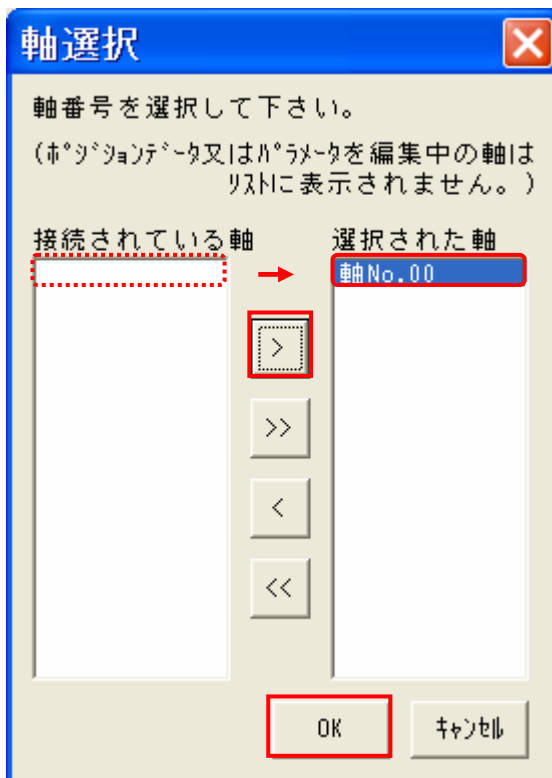 軸選択
軸番号を選択して下さい。
(ﾎﾟｼﾞｼｮﾝﾃﾞｰﾀ又はﾊﾟﾗﾒｰﾀを編集中の軸は
ﾘｽﾄに表示されません。)
接続されている軸 選択された軸
軸No.00
>
>>
<
<<
OK ｷｬﾝｾﾙ